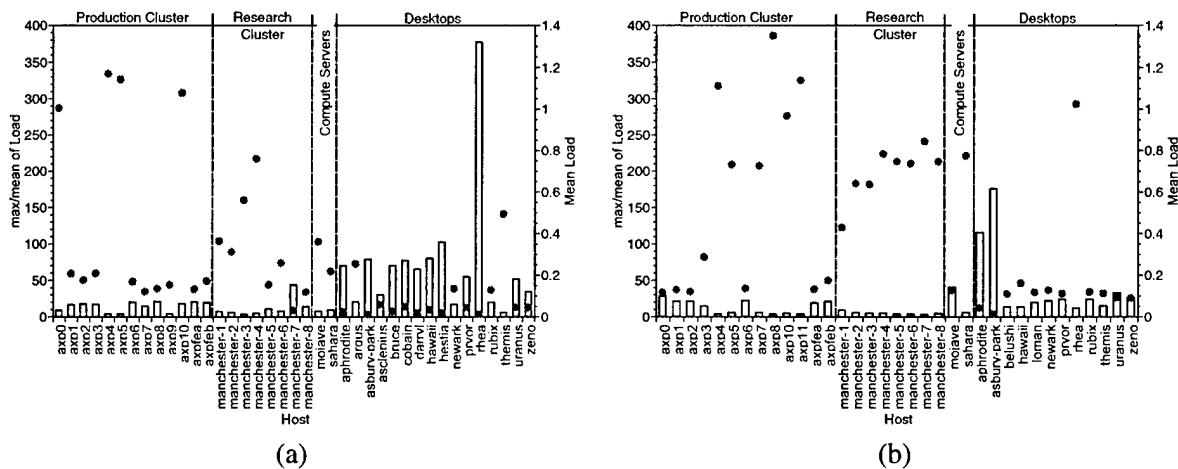 Production Cluster
Research
Cluster
Desktops
Compute Servers
400
350
300
250
200
150
100
50
0
max/mean of Load
1.4
1.2
1
0.8
0.6
0.4
0.2
0
Mean Load
axp0
axp1
axp2
axp3
axp4
axp5
axp6
axp7
axp8
axp9
axp10
axpfea
axpfeb
manchester-1
manchester-2
manchester-3
manchester-4
manchester-5
manchester-6
manchester-7
manchester-8
mojave
sahara
aphrodite
arous
asbury-park
asclepius
bruce
cobain
darryl
hawaii
hestia
newark
pryor
rhea
rubix
themis
uranus
zeno
Host
(a)
Production Cluster
Research
Cluster
Desktops
Compute Servers
400
350
300
250
200
150
100
50
0
max/mean of Load
1.4
1.2
1
0.8
0.6
0.4
0.2
0
Mean Load
axp0
axp1
axp2
axp3
axp4
axp5
axp6
axp7
axp8
axp10
axp11
axpfea
axpfeb
manchester-1
manchester-2
manchester-3
manchester-4
manchester-5
manchester-6
manchester-7
manchester-8
mojave
sahara
aphrodite
asbury-park
belushi
hawaii
loman
newark
pryor
rhea
rubix
themis
uranus
zeno
Host
(b)